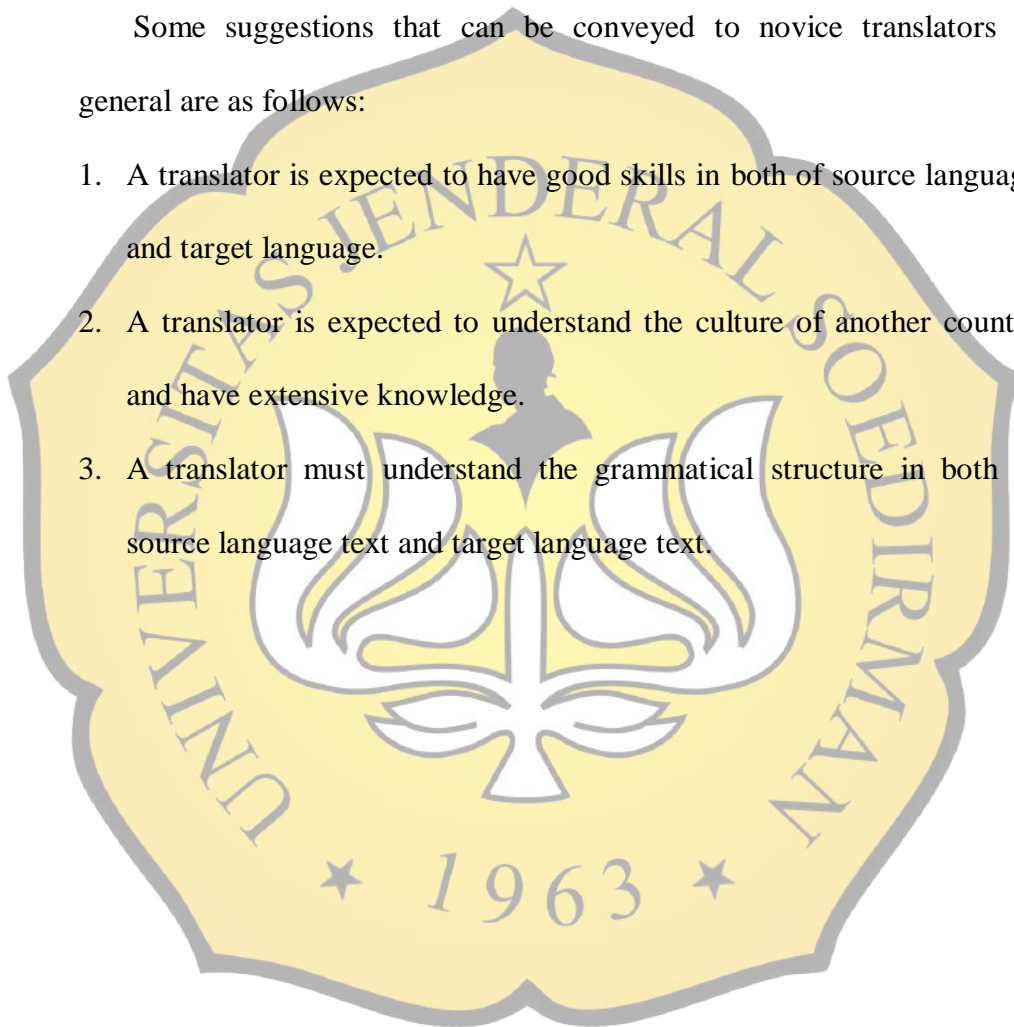 Some suggestions that can be conveyed to novice translators
general are as follows:
1. A translator is expected to have good skills in both of source languag
and target language.
2. A translator is expected to understand the culture of another count
and have extensive knowledge.
3. A translator must understand the grammatical structure in both
source language text and target language text.
UNIVERSITAS JENDERAL SOEDIRMAN
1963